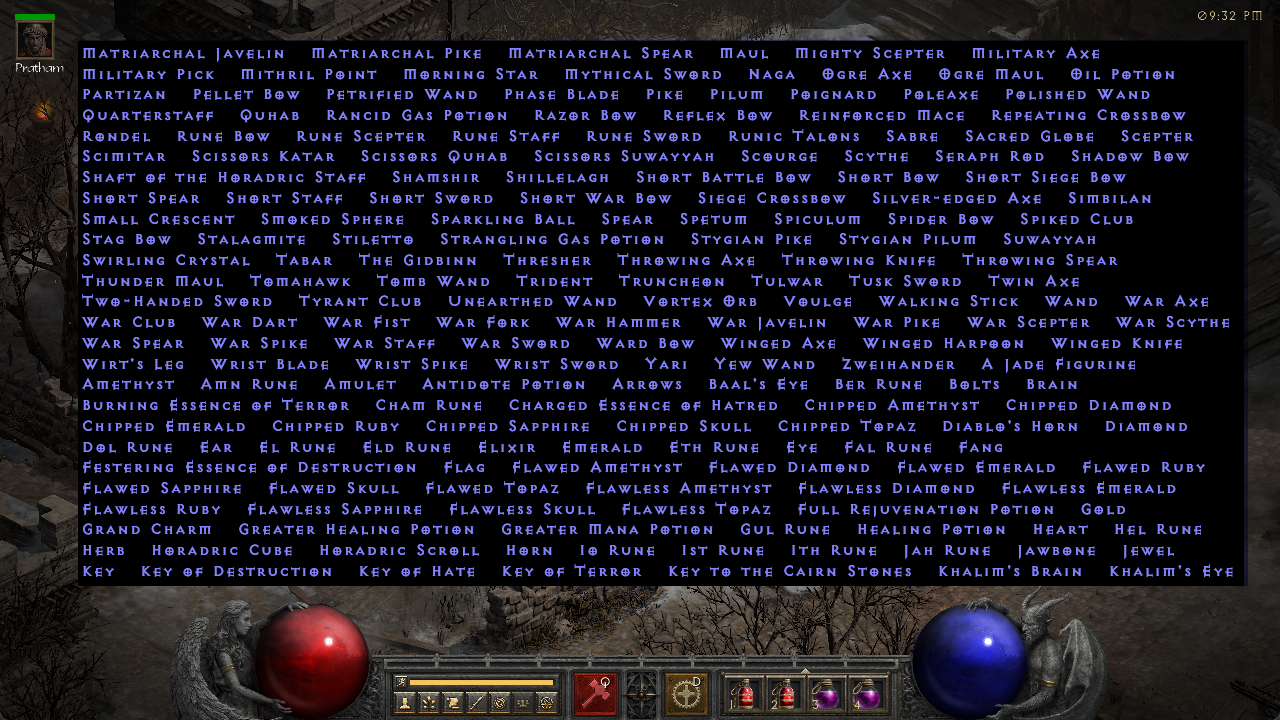 09:32 PM
Pratham
Matriarchal Javelin Matriarchal Pike Matriarchal Spear Maul Mighty Scepter Military Axe
Military Pick Mithril Point Morning Star Mythical Sword Naga Ogre Axe Ogre Maul Oil Potion
Partizan Pellet Bow Petrified Wand Phase Blade Pike Pilum Poignard Poleaxe Polished Wand
Quarterstaff Quhab Rancid Gas Potion Razor Bow Reflex Bow Reinforced Mace Repeating Crossbow
Rondel Rune Bow Rune Scepter Rune Staff Rune Sword Runic Talons Sabre Sacred Globe Scepter
Scimitar Scissors Katar Scissors Quhab Scissors Suwayyah Scourge Scythe Seraph Rod Shadow Bow
Shaft of the Horadric Staff Shamshir Shillelagh Short Battle Bow Short Bow Short Siege Bow
Short Spear Short Staff Short Sword Short War Bow Siege Crossbow Silver-edged Axe Simbilan
Small Crescent Smoked Sphere Sparkling Ball Spear Spetum Spiculum Spider Bow Spiked Club
Stag Bow Stalagmite Stiletto Strangling Gas Potion Stygian Pike Stygian Pilum Suwayyah
Swirling Crystal Tabar The Gidbinn Thresher Throwing Axe Throwing Knife Throwing Spear
Thunder Maul Tomahawk Tomb Wand Trident Truncheon Tulwar Tusk Sword Twin Axe
Two-Handed Sword Tyrant Club Unearthed Wand Vortex Orb Voulge Walking Stick Wand War Axe
War Club War Dart War Fist War Fork War Hammer War Javelin War Pike War Scepter War Scythe
War Spear War Spike War Staff War Sword Ward Bow Winged Axe Winged Harpoon Winged Knife
Wirt's Leg Wrist Blade Wrist Spike Wrist Sword Yari Yew Wand Zweihander A Jade Figurine
Amethyst Amn Rune Amulet Antidote Potion Arrows Baal's Eye Ber Rune Bolts Brain
Burning Essence of Terror Cham Rune Charged Essence of Hatred Chipped Amethyst Chipped Diamond
Chipped Emerald Chipped Ruby Chipped Sapphire Chipped Skull Chipped Topaz Diablo's Horn Diamond
Dol Rune Ear El Rune Eld Rune Elixir Emerald Eth Rune Eye Fal Rune Fang
Festering Essence of Destruction Flag Flawed Amethyst Flawed Diamond Flawed Emerald Flawed Ruby
Flawed Sapphire Flawed Skull Flawed Topaz Flawless Amethyst Flawless Diamond Flawless Emerald
Flawless Ruby Flawless Sapphire Flawless Skull Flawless Topaz Full Rejuvenation Potion Gold
Grand Charm Greater Healing Potion Greater Mana Potion Gul Rune Healing Potion Heart Hel Rune
Herb Horadric Cube Horadric Scroll Horn Io Rune Ist Rune Ith Rune Jah Rune Jawbone Jewel
Key Key of Destruction Key of Hate Key of Terror Key to the Cairn Stones Khalim's Brain Khalim's Eye
Q D
1 2 3 4